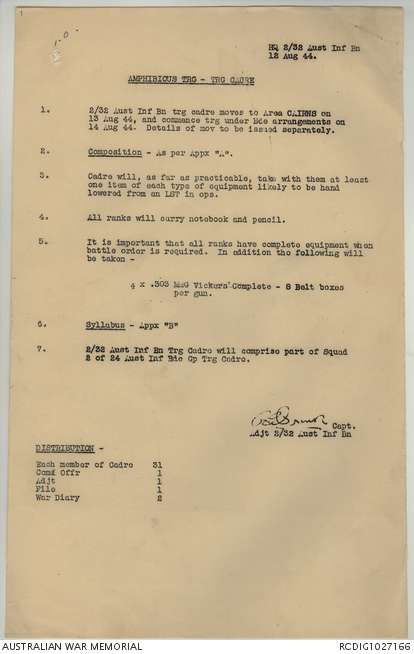 HQ 2/32 Aust Inf Bn
12 Aug 44.
AMPHIBIOUS TRG - TRG CADRE
1. 2/32 Aust Inf Bn trg cadre moves to Area CAIRNS on
13 Aug 44, and commence trg under Bde arrangements on
14 Aug 44. Details of mov to be issued separately.
2. Composition - As per Appx "A".
3. Cadre will, as far as practicable, take with them at least
one item of each type of equipment likely to be hand
lowered from an LST in ops.
4. All ranks will carry notebook and pencil.
5. It is important that all ranks have complete equipment when
battle order is required. In addition the following will
be taken -
4 x .303 MsG Vickers' Complete - 8 Belt boxes
per gun.
6. Syllabus - Appx "B"
7. 2/32 Aust Inf Bn Trg Cadre will comprise part of Squad
2 of 24 Aust Inf Bde Gp Trg Cadre.
Capt.
Adjt 2/32 Aust Inf Bn
DISTRIBUTION -
Each member of Cadre 31
Comd Offr 1
Adjt 1
File 1
War Diary 2
AUSTRALIAN WAR MEMORIAL
RCDIG1027166